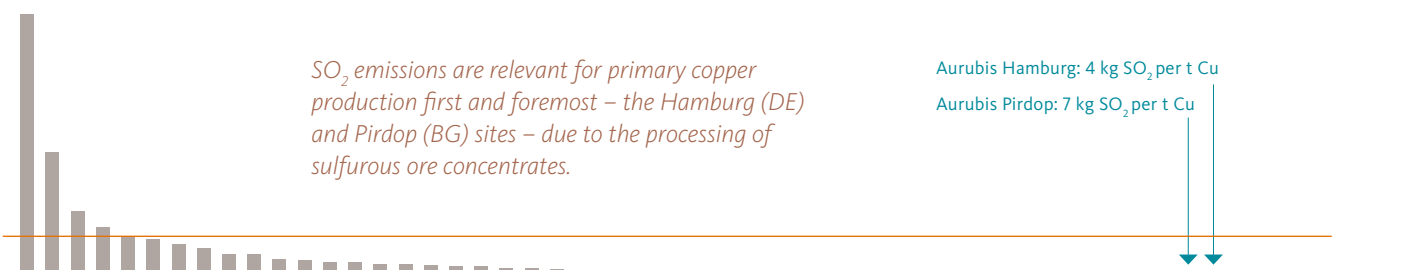 SO₂ emissions are relevant for primary copper
production first and foremost – the Hamburg (DE)
and Pirdop (BG) sites – due to the processing of
sulfurous ore concentrates.
Aurubis Hamburg: 4 kg SO₂ per t Cu
Aurubis Pirdop: 7 kg SO₂ per t Cu